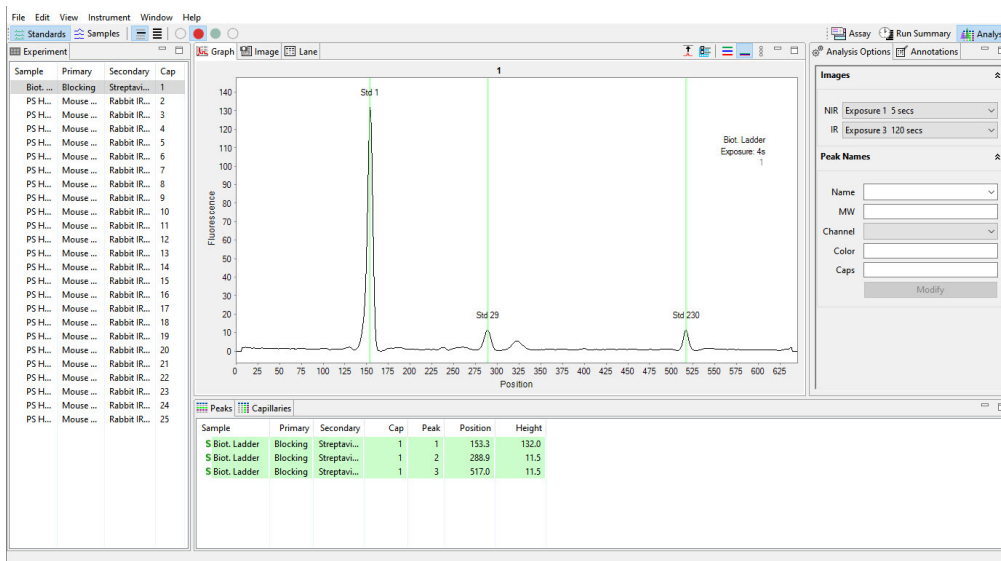 File Edit View Instrument Window Help
Standards Samples Assay Run Summary Analys
Experiment
Sample Primary Secondary Cap
Biot. ... Blocking Streptavi... 1
PS H... Mouse ... Rabbit IR... 2
PS H... Mouse ... Rabbit IR... 3
PS H... Mouse ... Rabbit IR... 4
PS H... Mouse ... Rabbit IR... 5
PS H... Mouse ... Rabbit IR... 6
PS H... Mouse ... Rabbit IR... 7
PS H... Mouse ... Rabbit IR... 8
PS H... Mouse ... Rabbit IR... 9
PS H... Mouse ... Rabbit IR... 10
PS H... Mouse ... Rabbit IR... 11
PS H... Mouse ... Rabbit IR... 12
PS H... Mouse ... Rabbit IR... 13
PS H... Mouse ... Rabbit IR... 14
PS H... Mouse ... Rabbit IR... 15
PS H... Mouse ... Rabbit IR... 16
PS H... Mouse ... Rabbit IR... 17
PS H... Mouse ... Rabbit IR... 18
PS H... Mouse ... Rabbit IR... 19
PS H... Mouse ... Rabbit IR... 20
PS H... Mouse ... Rabbit IR... 21
PS H... Mouse ... Rabbit IR... 22
PS H... Mouse ... Rabbit IR... 23
PS H... Mouse ... Rabbit IR... 24
PS H... Mouse ... Rabbit IR... 25
Graph Image Lane
1
Fluorescence
140
130
120
110
100
90
80
70
60
50
40
30
20
10
0
Std 1
Std 29
Std 230
Biot. Ladder
Exposure: 4s
1
0 25 50 75 100 125 150 175 200 225 250 275 300 325 350 375 400 425 450 475 500 525 550 575 600 625
Position
Analysis Options Annotations
Images
NIR Exposure 1 5 secs
IR Exposure 3 120 secs
Peak Names
Name
MW
Channel
Color
Caps
Modify
Peaks Capillaries
Sample Primary Secondary Cap Peak Position Height
S Biot. Ladder Blocking Streptavi... 1 1 153.3 132.0
S Biot. Ladder Blocking Streptavi... 1 2 288.9 11.5
S Biot. Ladder Blocking Streptavi... 1 3 517.0 11.5